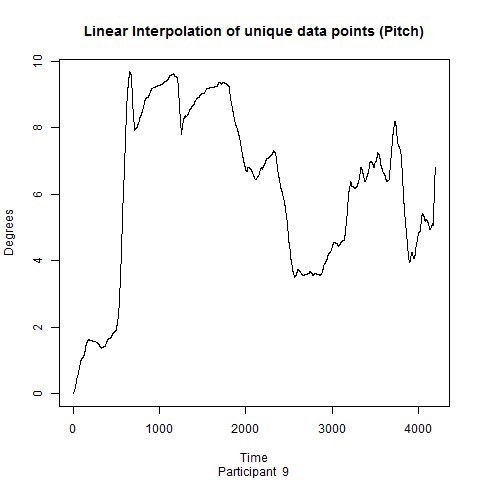 Linear Interpolation of unique data points (Pitch)
10
8
6
4
2
0
Degrees
0 1000 2000 3000 4000
Time
Participant 9